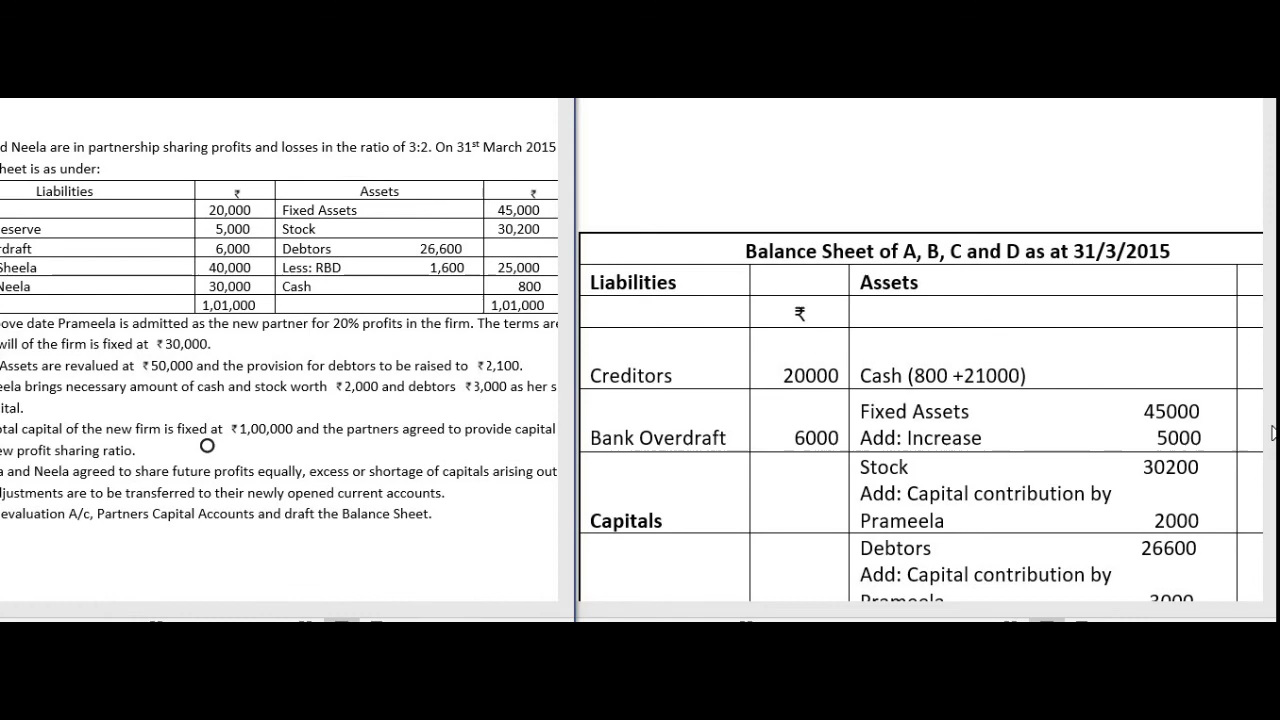 d Neela are in partnership sharing profits and losses in the ratio of 3:2. On 31st March 2015
heet is as under:
Liabilities ₹ Assets ₹
20,000 Fixed Assets 45,000
eserve 5,000 Stock 30,200
rdraft 6,000 Debtors 26,600
Sheela 40,000 Less: RBD 1,600 25,000
Neela 30,000 Cash 800
1,01,000 1,01,000
ove date Prameela is admitted as the new partner for 20% profits in the firm. The terms are
will of the firm is fixed at ₹30,000.
Assets are revalued at ₹50,000 and the provision for debtors to be raised to ₹2,100.
eela brings necessary amount of cash and stock worth ₹2,000 and debtors ₹3,000 as her s
ital.
otal capital of the new firm is fixed at ₹1,00,000 and the partners agreed to provide capital
ew profit sharing ratio.
a and Neela agreed to share future profits equally, excess or shortage of capitals arising out
djustments are to be transferred to their newly opened current accounts.
evaluation A/c, Partners Capital Accounts and draft the Balance Sheet.
Balance Sheet of A, B, C and D as at 31/3/2015
Liabilities Assets
₹
Creditors 20000 Cash (800 +21000)
Fixed Assets 45000
Bank Overdraft 6000 Add: Increase 5000
Stock 30200
Add: Capital contribution by
Capitals Prameela 2000
Debtors 26600
Add: Capital contribution by
Prameela 3000